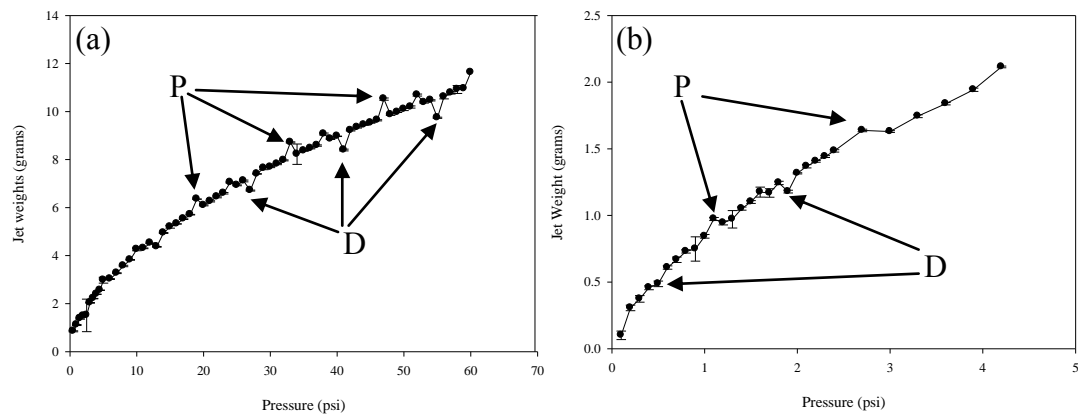 (a)
P
D
Jet weights (grams)
14
12
10
8
6
4
2
0
0 10 20 30 40 50 60 70
Pressure (psi)
(b)
P
D
Jet Weight (grams)
2.5
2.0
1.5
1.0
0.5
0.0
0 1 2 3 4 5
Pressure (psi)